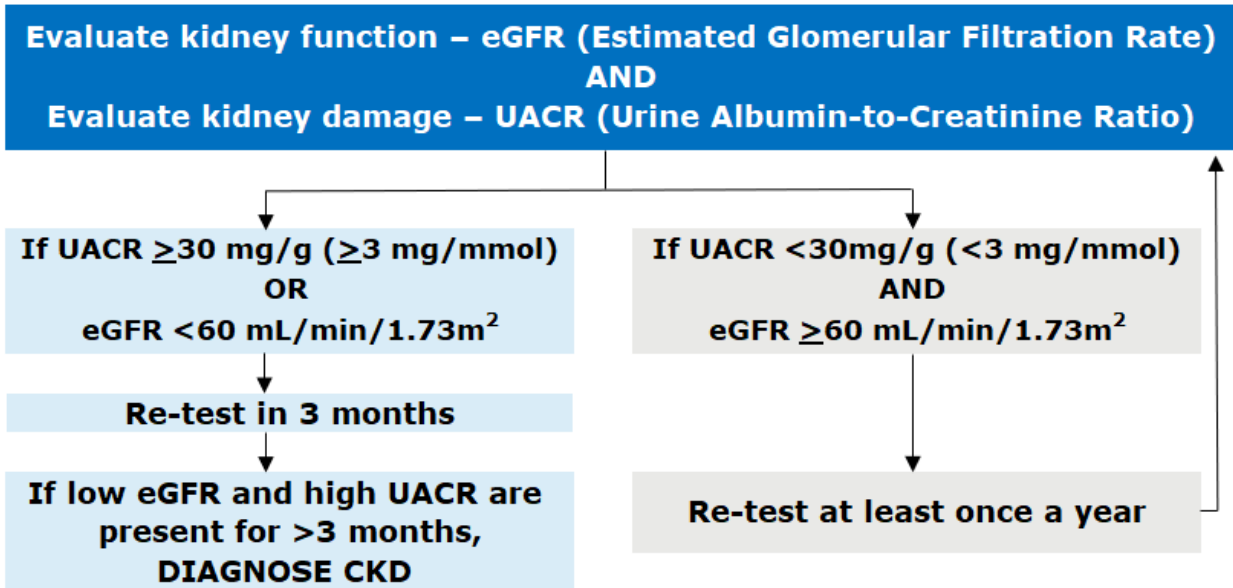 Evaluate kidney function – eGFR (Estimated Glomerular Filtration Rate)
AND
Evaluate kidney damage – UACR (Urine Albumin-to-Creatinine Ratio)
If UACR ≥30 mg/g (≥3 mg/mmol)
OR
eGFR <60 mL/min/1.73m²
Re-test in 3 months
If low eGFR and high UACR are
present for >3 months,
DIAGNOSE CKD
If UACR <30mg/g (<3 mg/mmol)
AND
eGFR ≥60 mL/min/1.73m²
Re-test at least once a year